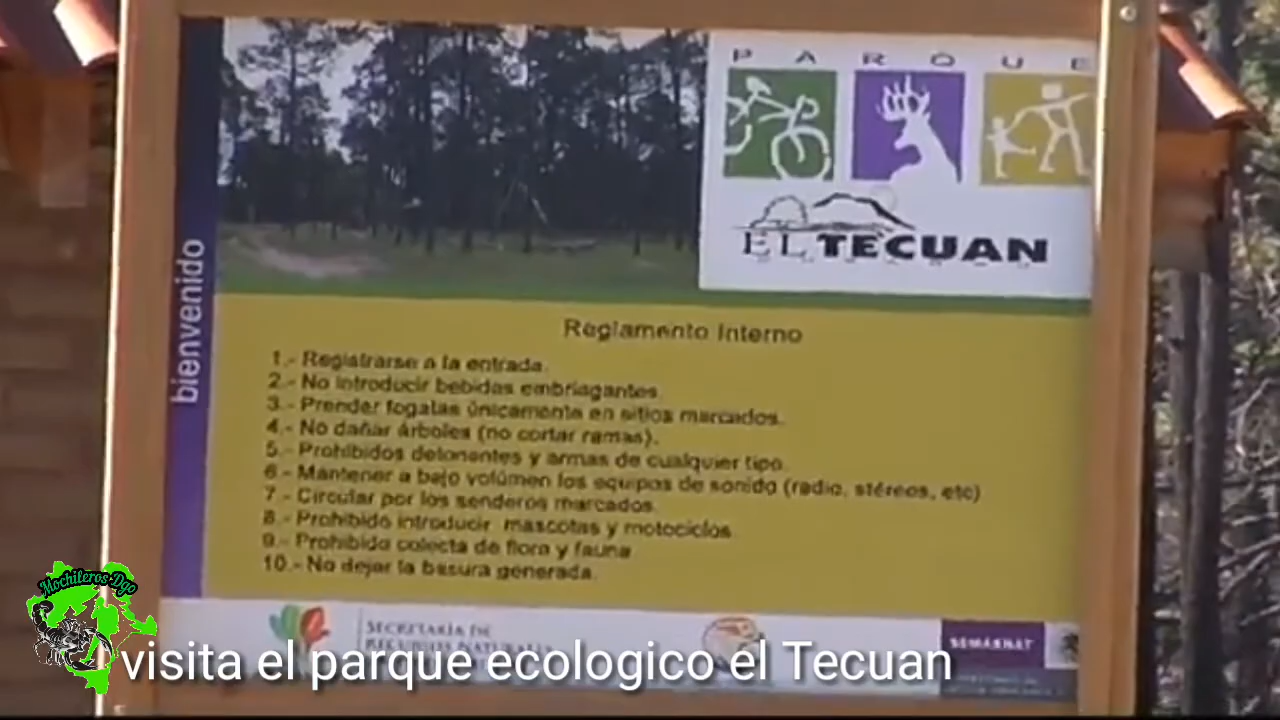 PARQUE
EL TECUAN
bienvenido
Reglamento Interno
1.- Registrarse a la entrada.
2.- No introducir bebidas embriagantes.
3.- Prender fogatas únicamente en sitios marcados.
4.- No dañar árboles (no cortar ramas).
5.- Prohibidos detonantes y armas de cualquier tipo.
6.- Mantener a bajo volúmen los equipos de sonido (radio, stéreos, etc)
7.- Circular por los senderos marcados.
8.- Prohibido introducir mascotas y motociclos.
9.- Prohibido colecta de flora y fauna
10.- No dejar la basura generada.
SECRETARÍA DE
RECURSOS NATURALES
SEMARNAT
Mochileros Dgo
visita el parque ecologico el Tecuan